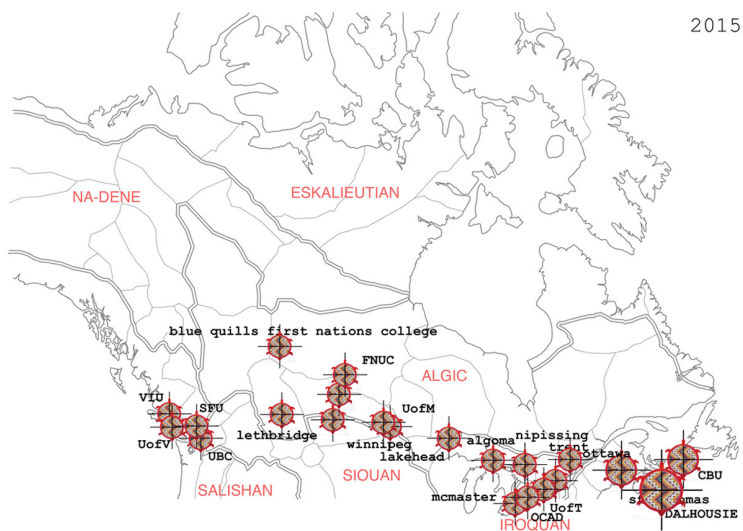 2015
NA-DENE
ESKALIEUTIAN
blue quills first nations college
FNUC
ALGIC
VIU
SFU
UofM
UofV
lethbridge
winnipeg
algoma
nipissing
UBC
lakehead
trent
ottawa
SIOUAN
CBU
SALISHAN
mcmaster
UofT
OCAD
DALHOUSIE
IROQUAN